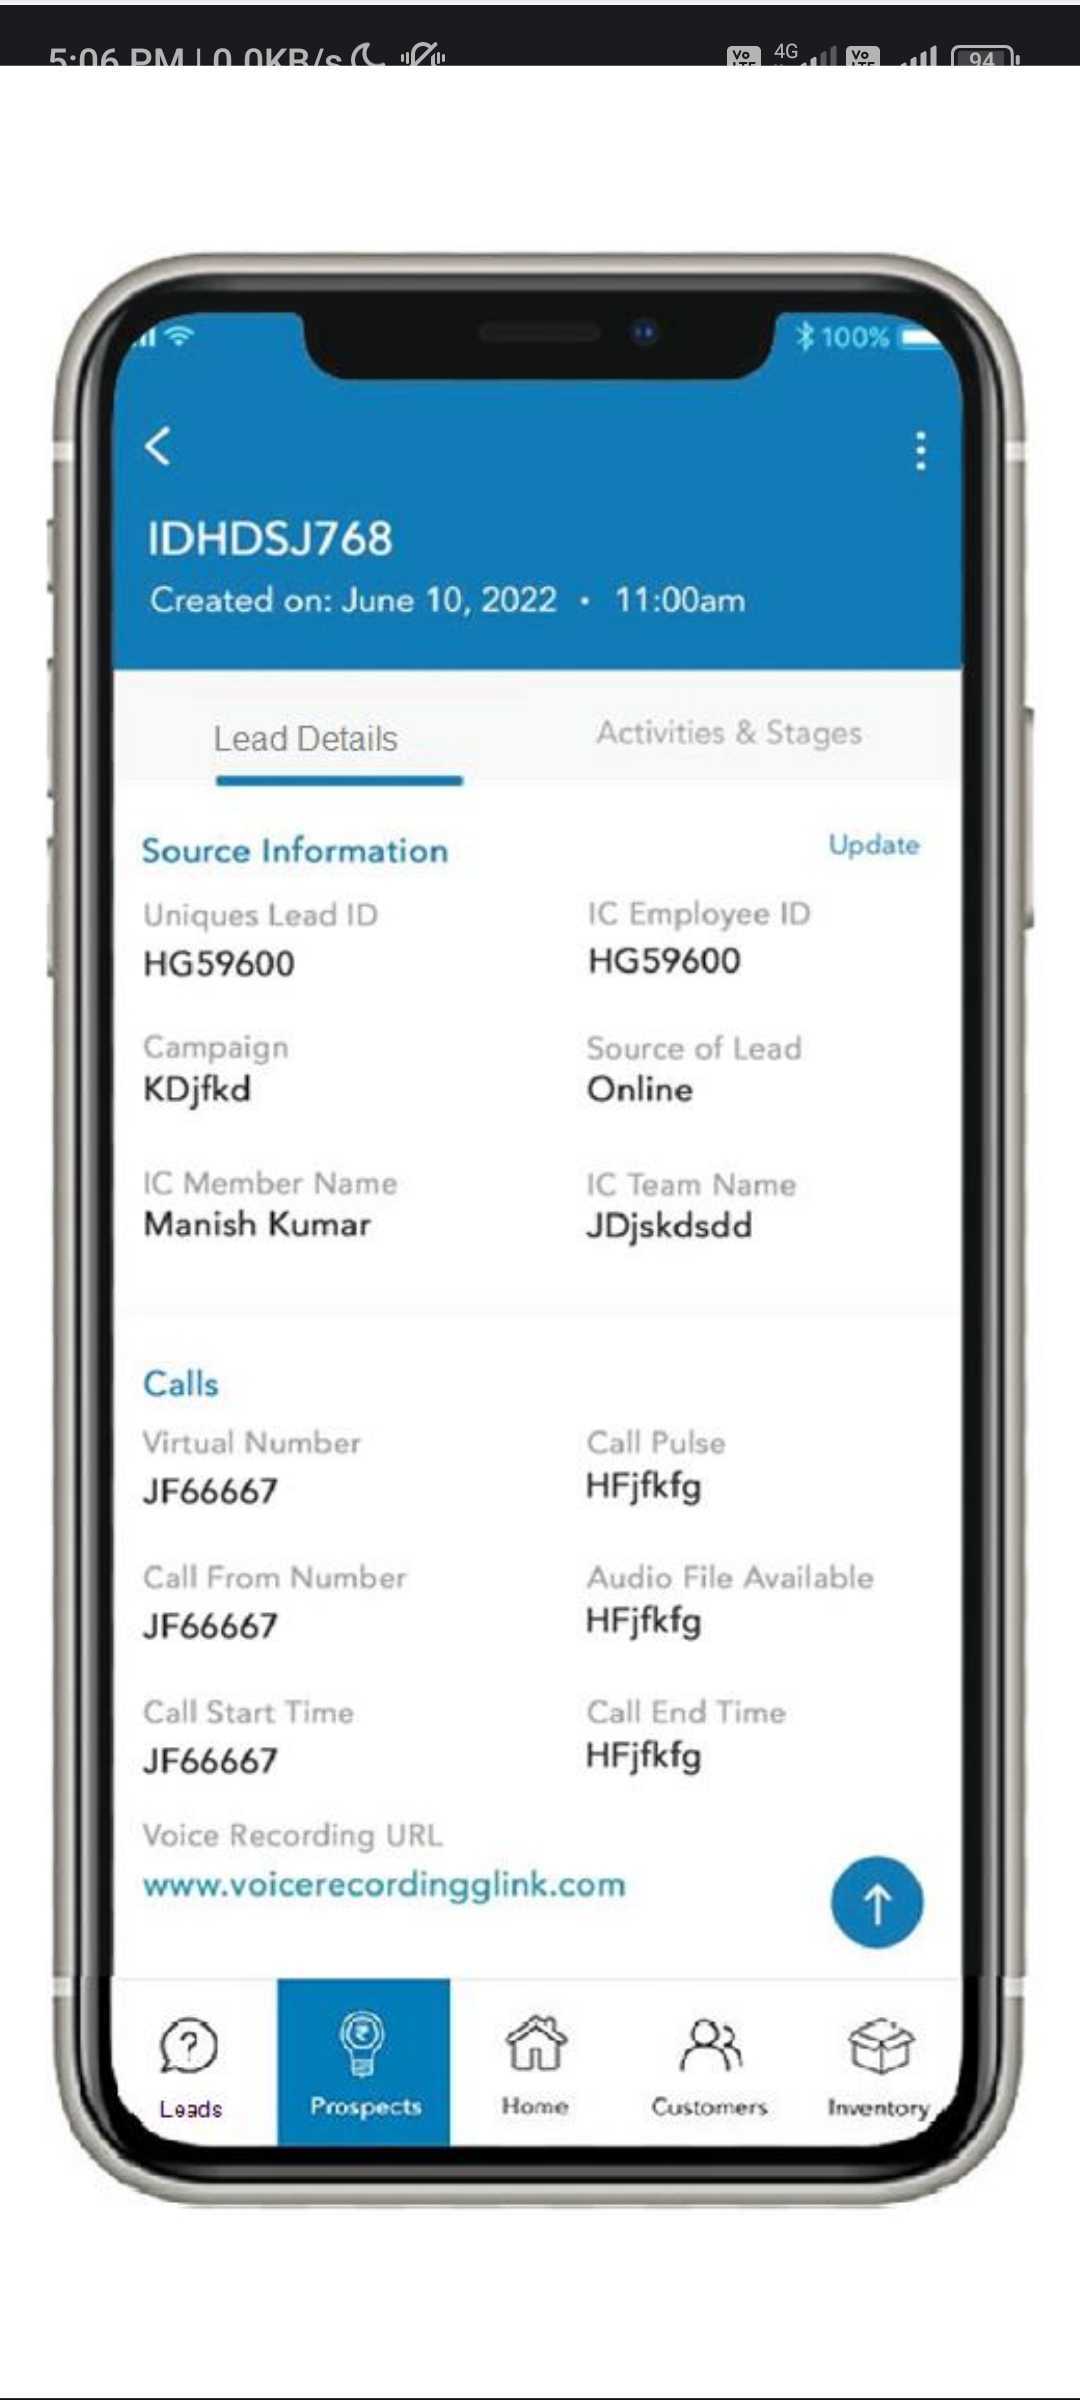 5:06 PM | 0.0KB/s 4G 94
100%
IDHDSJ768
Created on: June 10, 2022 • 11:00am
Lead Details Activities & Stages
Source Information Update
Uniques Lead ID IC Employee ID
HG59600 HG59600
Campaign Source of Lead
KDjfkd Online
IC Member Name IC Team Name
Manish Kumar JDjskdsdd
Calls
Virtual Number Call Pulse
JF66667 HFjfkfg
Call From Number Audio File Available
JF66667 HFjfkfg
Call Start Time Call End Time
JF66667 HFjfkfg
Voice Recording URL
www.voicerecordingglink.com
Leads Prospects Home Customers Inventory